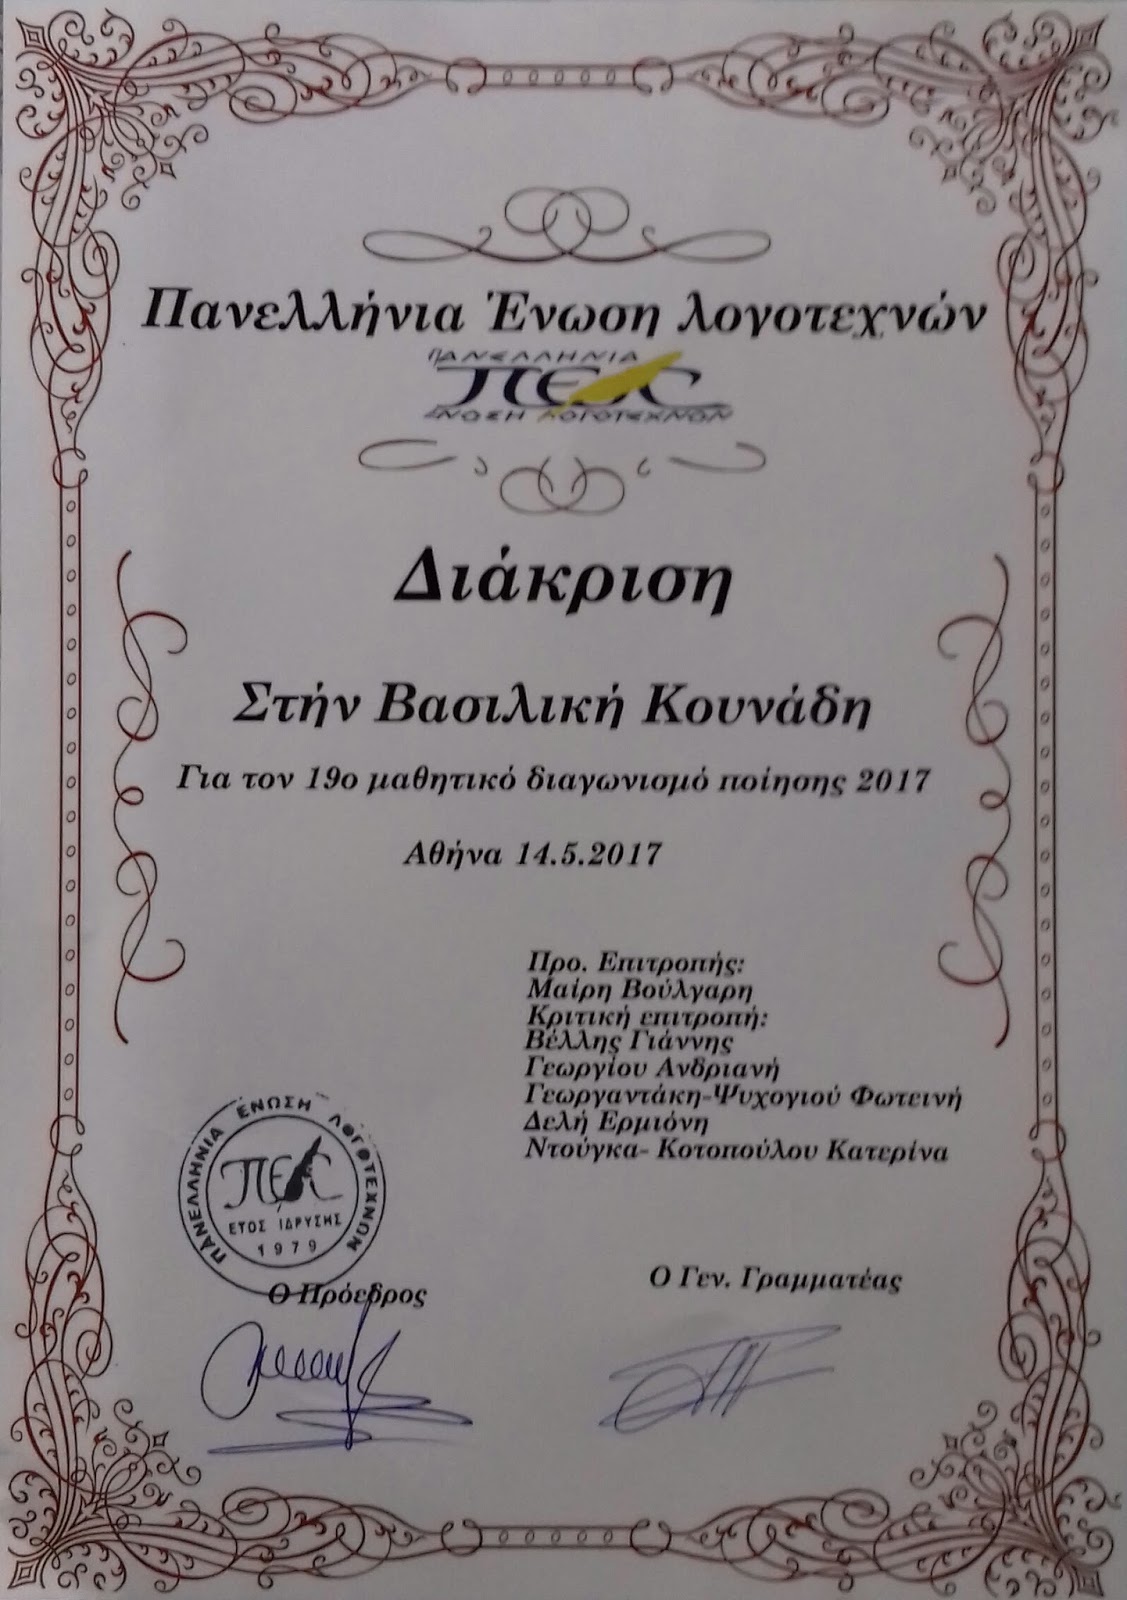 Πανελλήνια Ένωση λογοτεχνών
ΠΑΝΕΛΛΗΝΙΑ
ΠΕΛ
ΕΝΩΣΗ ΛΟΓΟΤΕΧΝΩΝ
Διάκριση
Στήν Βασιλική Κουνάδη
Για τον 19ο μαθητικό διαγωνισμό ποίησης 2017
Αθήνα 14.5.2017
Προ. Επιτροπής:
Μαίρη Βούλγαρη
Κριτική επιτροπή:
Βέλλης Γιάννης
Γεωργίου Ανδριανή
Γεωργαντάκη-Ψυχογιού Φωτεινή
Δελή Ερμιόνη
Ντούγκα- Κοτοπούλου Κατερίνα
ΠΑΝΕΛΛΗΝΙΑ ΕΝΩΣΗ ΛΟΓΟΤΕΧΝΩΝ
ΠΕΛ
ΕΤΟΣ ΙΔΡΥΣΗΣ
1979
Ο Πρόεδρος
Ο Γεν. Γραμματέας